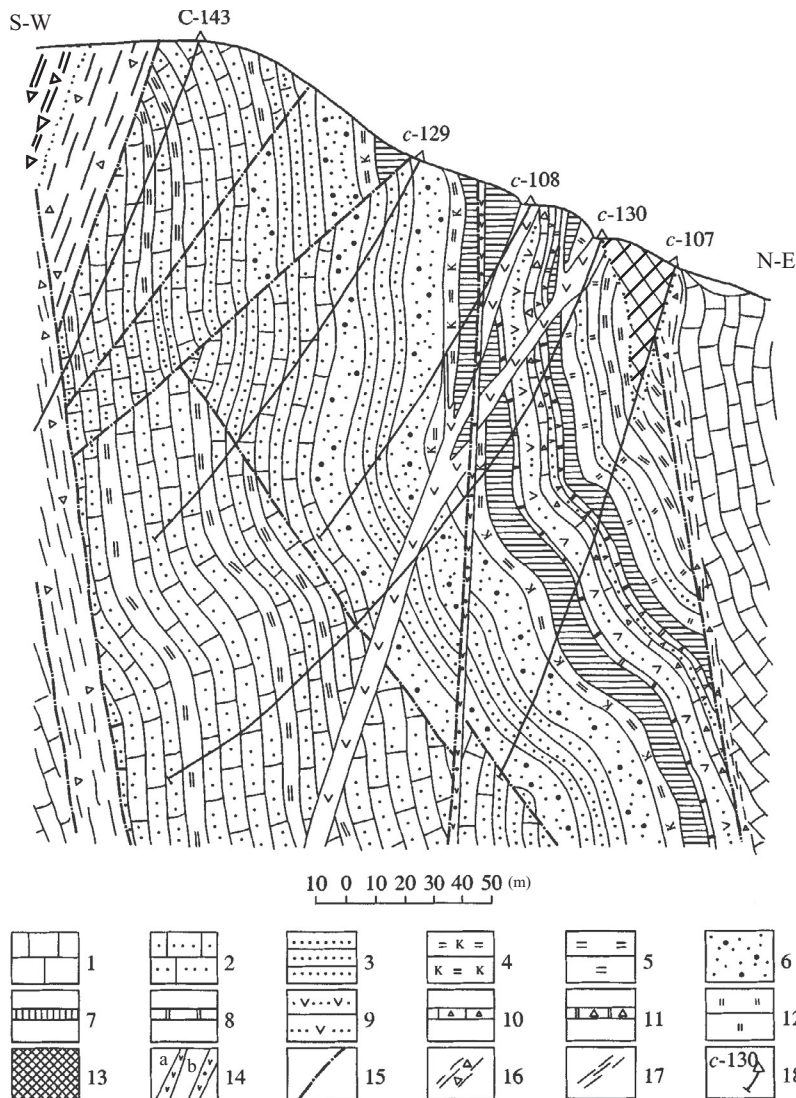 S-W
C-143
c-129
c-108
c-130
c-107
N-E
10 0 10 20 30 40 50 (m)
1 2 3 = K = K = K 4 5 6
7 8 9 10 11 12
13 a b 14 15 16 17 c-130 18